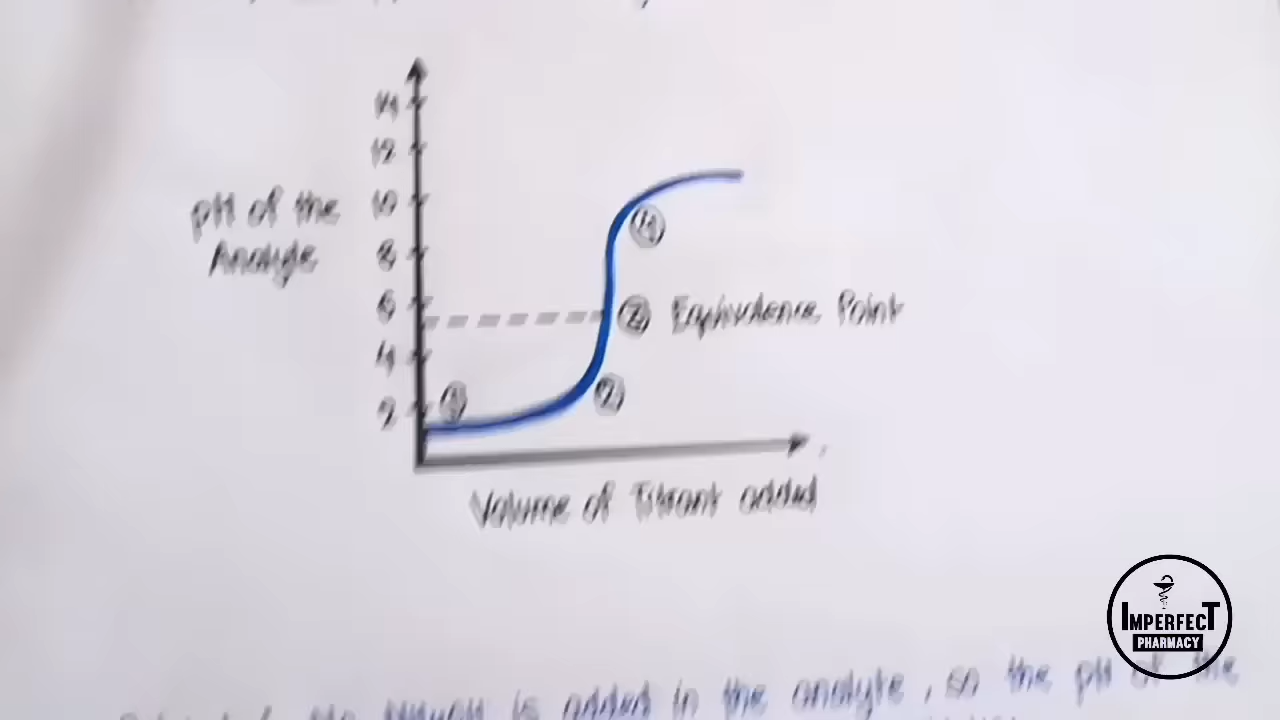 14
12
10
8
6
4
2
pH of the
Analyte
①
②
③ Equivalence Point
④
Volume of Titrant added
IMPERFECT
PHARMACY
is added in the analyte, so the pH of the